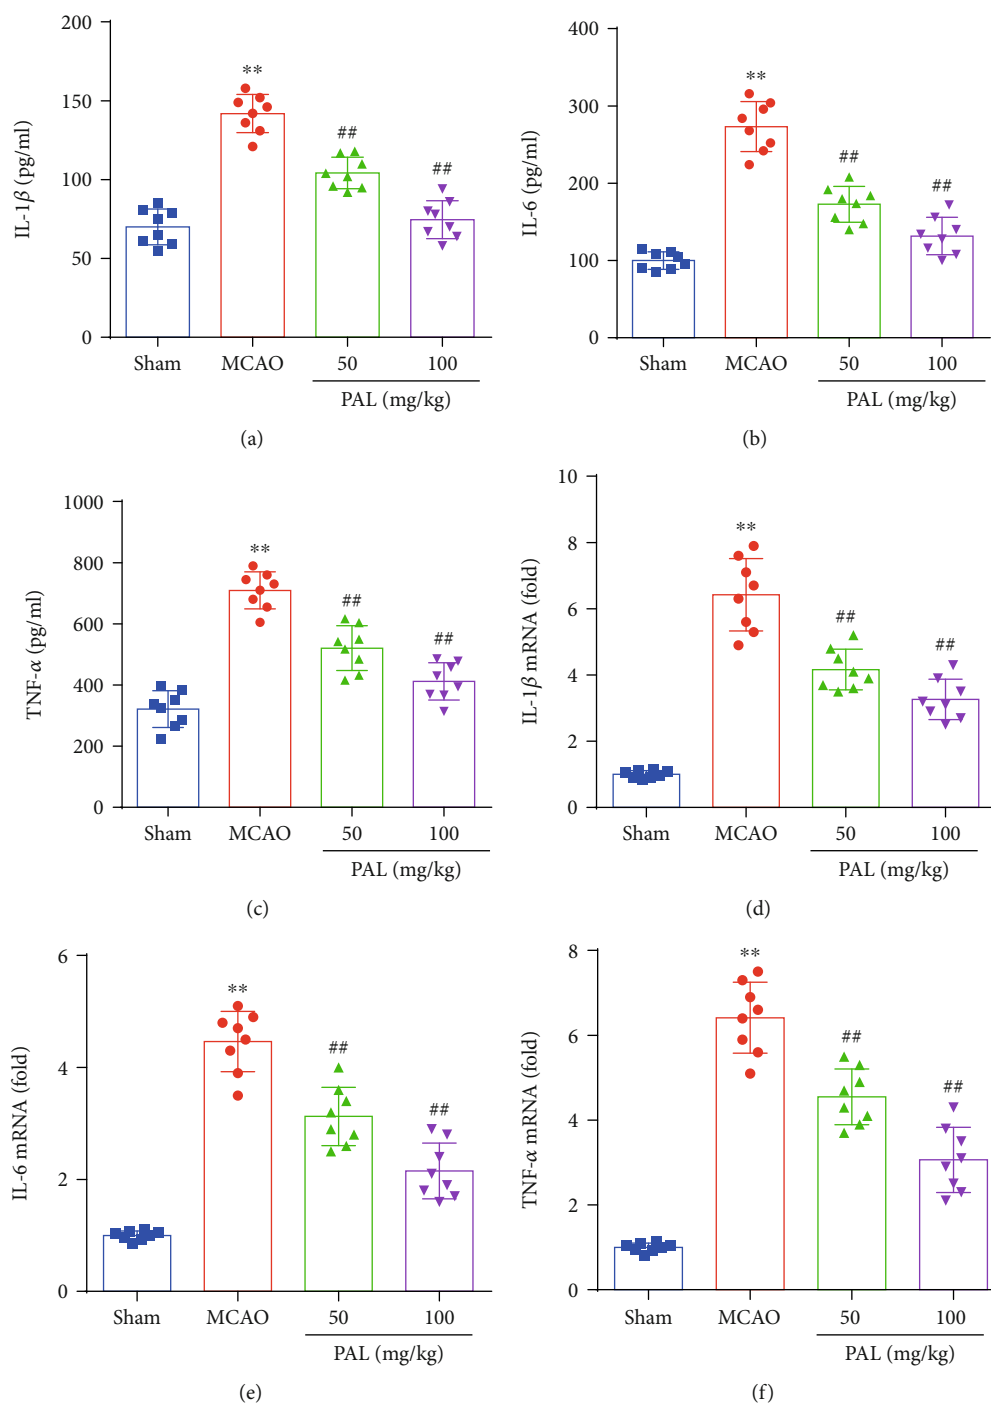 IL-1β (pg/ml)
200
150
100
50
0
**
##
##
Sham MCAO 50 100
PAL (mg/kg)
(a)
IL-6 (pg/ml)
400
300
200
100
0
**
##
##
Sham MCAO 50 100
PAL (mg/kg)
(b)
TNF-α (pg/ml)
1000
800
600
400
200
0
**
##
##
Sham MCAO 50 100
PAL (mg/kg)
(c)
IL-1β mRNA (fold)
10
8
6
4
2
0
**
##
##
Sham MCAO 50 100
PAL (mg/kg)
(d)
IL-6 mRNA (fold)
6
4
2
0
**
##
##
Sham MCAO 50 100
PAL (mg/kg)
(e)
TNF-α mRNA (fold)
8
6
4
2
0
**
##
##
Sham MCAO 50 100
PAL (mg/kg)
(f)